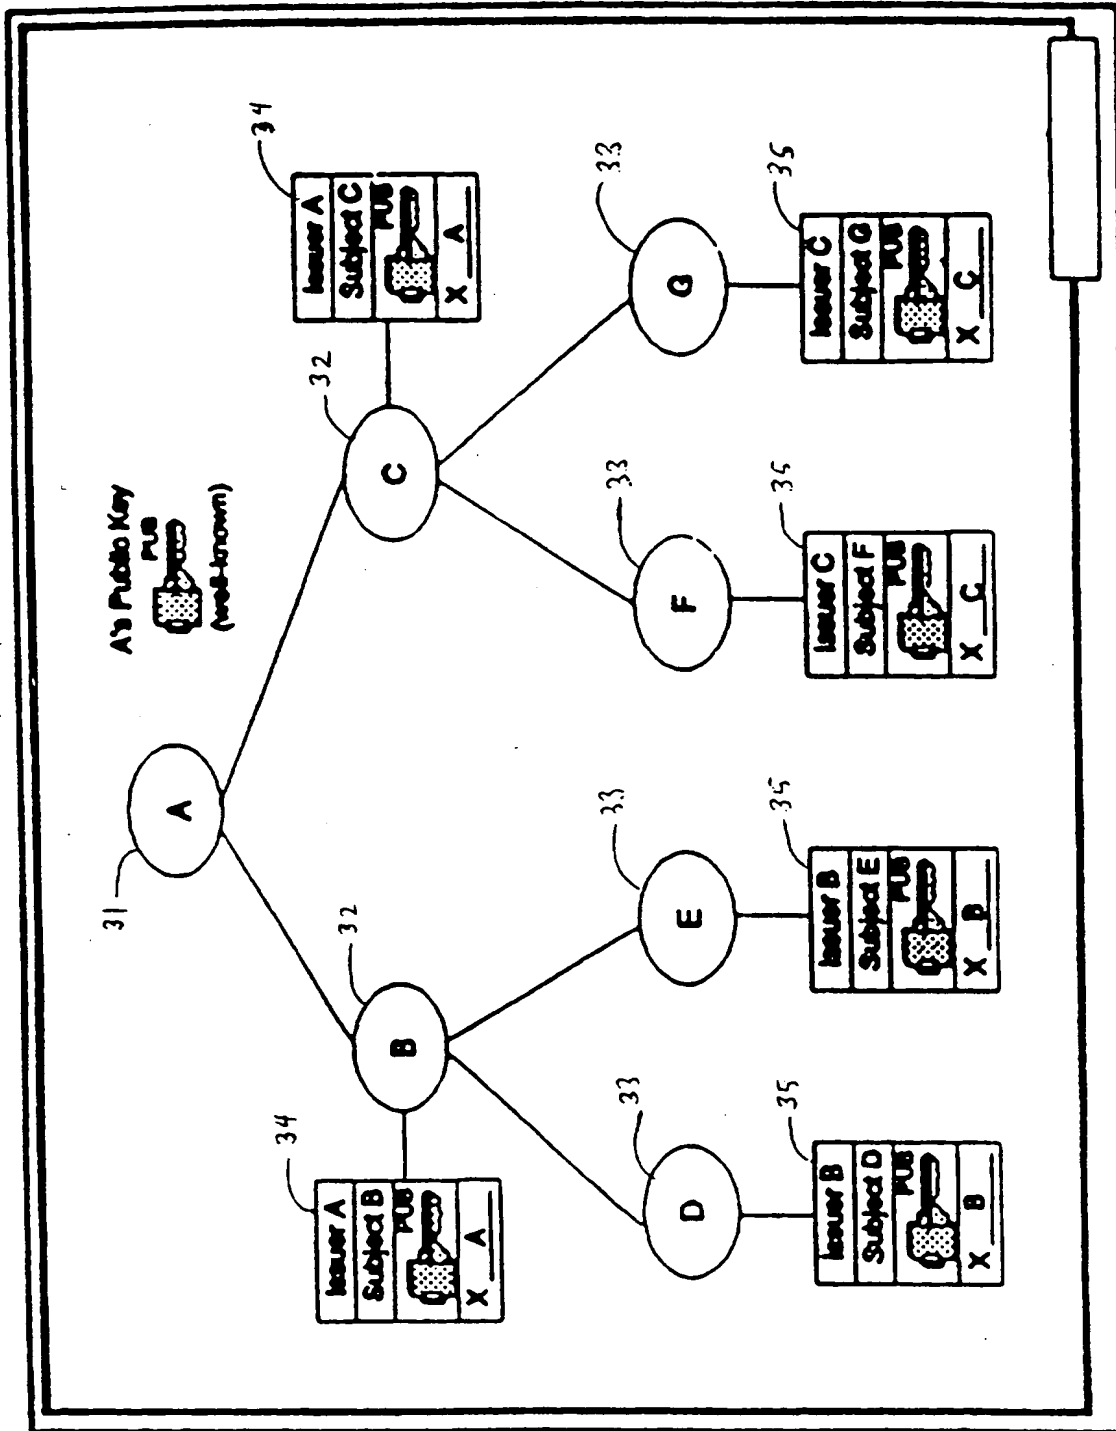 A's Public Key
PUB
(well-known)
31
A
32
B
34
Issuer A
Subject B
PUB
X A
32
C
34
Issuer A
Subject C
PUB
X A
33
D
35
Issuer B
Subject D
PUB
X B
33
E
35
Issuer B
Subject E
PUB
X B
33
F
35
Issuer C
Subject F
PUB
X C
33
G
35
Issuer C
Subject G
PUB
X C